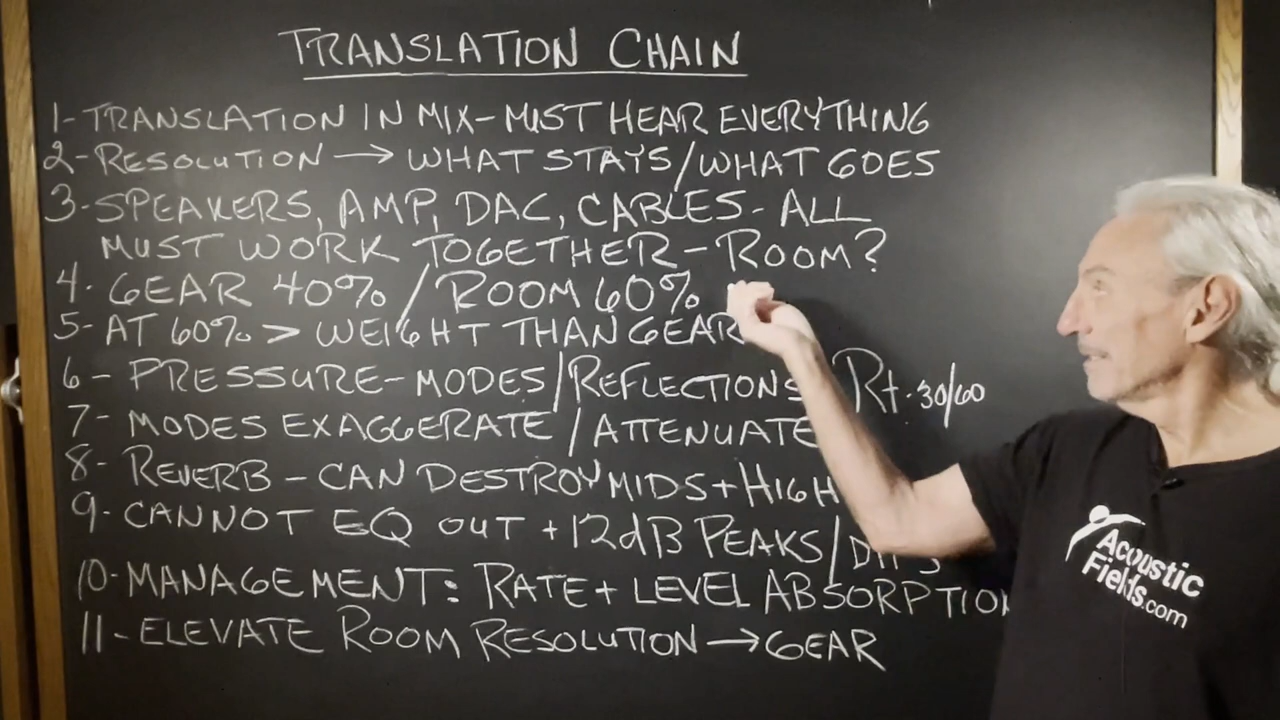 TRANSLATION CHAIN
1- TRANSLATION IN MIX - MUST HEAR EVERYTHING
2- RESOLUTION → WHAT STAYS/WHAT GOES
3- SPEAKERS, AMP, DAC, CABLES - ALL
MUST WORK TOGETHER - ROOM?
4- GEAR 40% / ROOM 60%
5- AT 60% > WEIGHT THAN GEAR
6- PRESSURE - MODES/REFLECTIONS/Rt-30/60
7- MODES EXAGGERATE / ATTENUATE
8- REVERB - CAN DESTROY MIDS + HIGH
9- CANNOT EQ OUT +12dB PEAKS/DIPS
10- MANAGEMENT: RATE + LEVEL ABSORPTION
11- ELEVATE ROOM RESOLUTION → GEAR
Acoustic
Fields.com